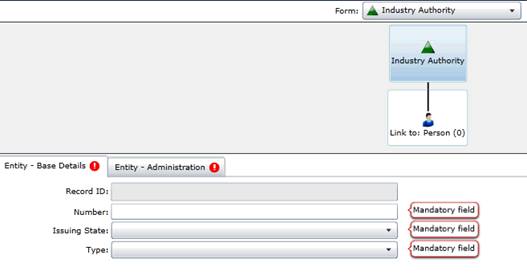 Form: Industry Authority
Industry Authority
Link to: Person (0)
Entity - Base Details ! Entity - Administration !
Record ID:
Number: Mandatory field
Issuing State: Mandatory field
Type: Mandatory field